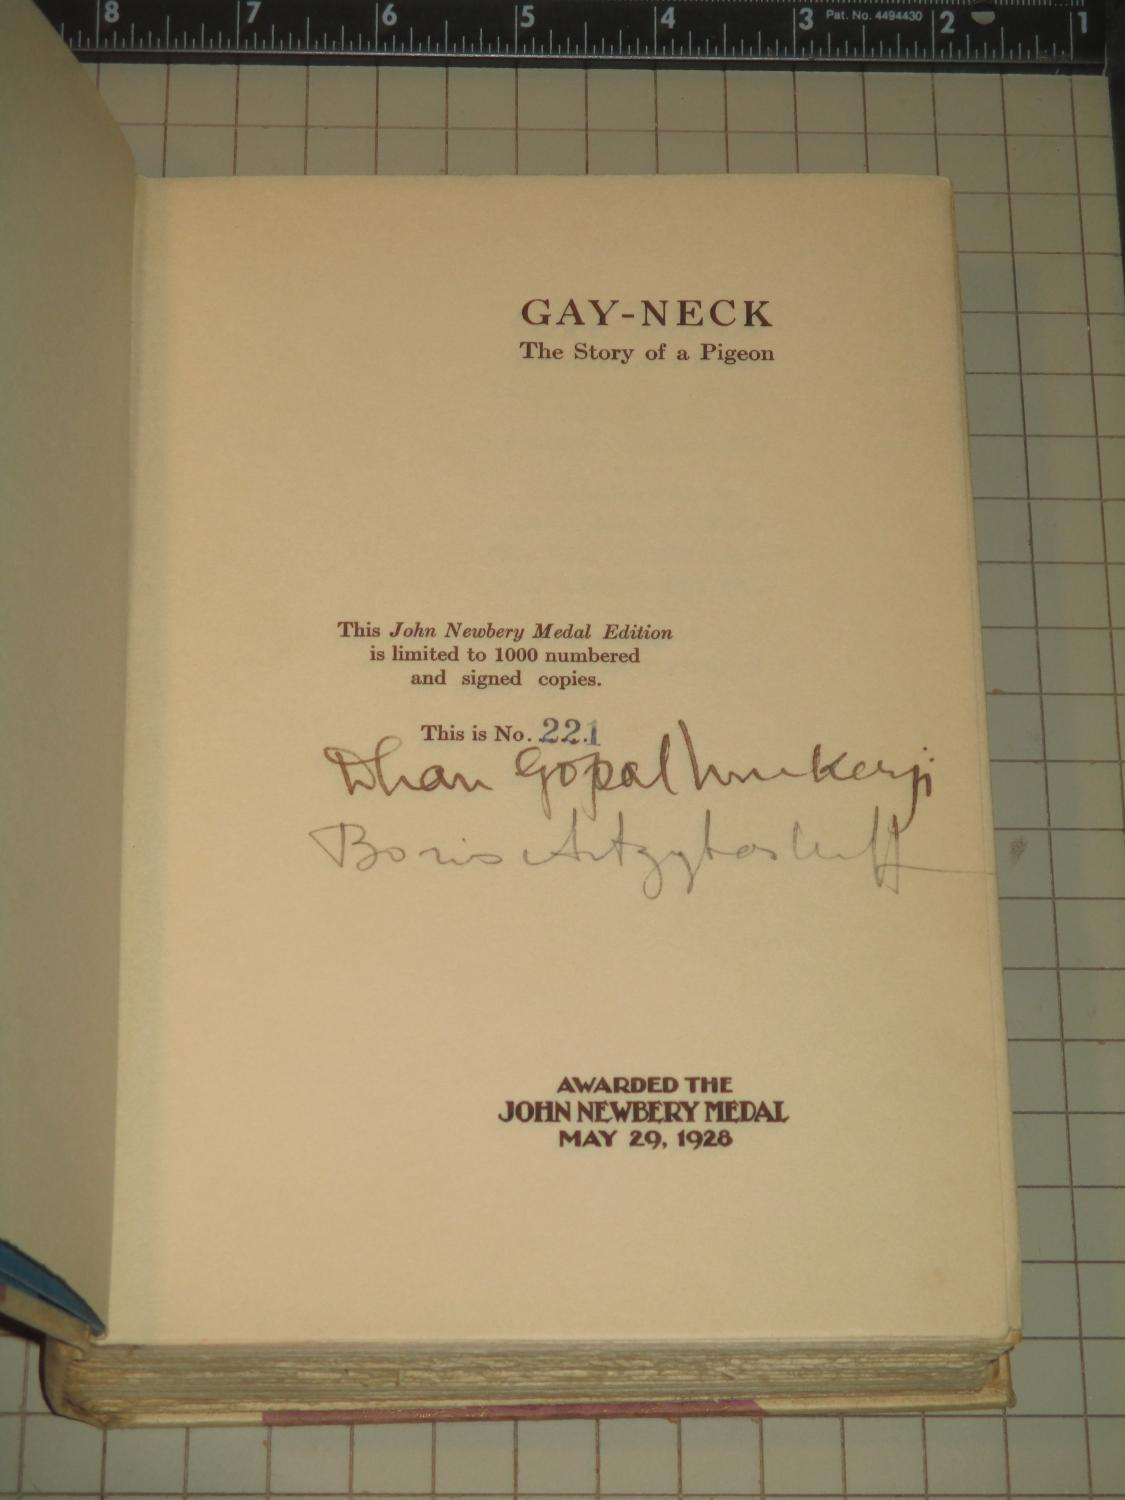 8 7 6 5 4 3 Pat. No. 4494430 2 1
GAY-NECK
The Story of a Pigeon
This John Newbery Medal Edition
is limited to 1000 numbered
and signed copies.
This is No. 221
Dhan Gopal Mukerji
Boris Artzybasheff
AWARDED THE
JOHN NEWBERY MEDAL
MAY 29, 1928